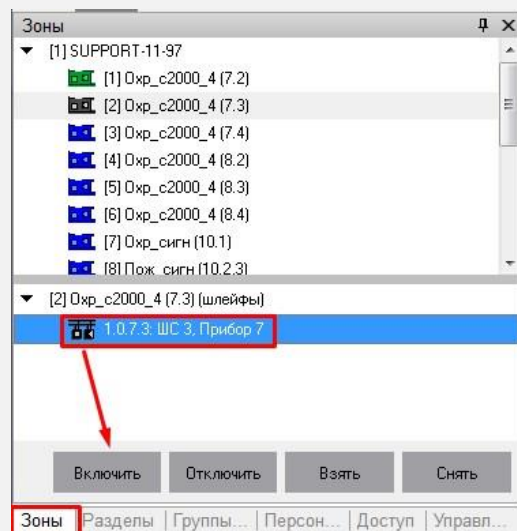 Зоны
[1] SUPPORT-11-97
[1] Охр_с2000_4 (7.2)
[2] Охр_с2000_4 (7.3)
[3] Охр_с2000_4 (7.4)
[4] Охр_с2000_4 (8.2)
[5] Охр_с2000_4 (8.3)
[6] Охр_с2000_4 (8.4)
[7] Охр_сигн (10.1)
[8] Пож_сигн (10.2,3)
[2] Охр_с2000_4 (7.3) (шлейфы)
1.0.7.3: ШС 3, Прибор 7
Включить Отключить Взять Снять
Зоны Разделы Группы... Персон... Доступ Управл...